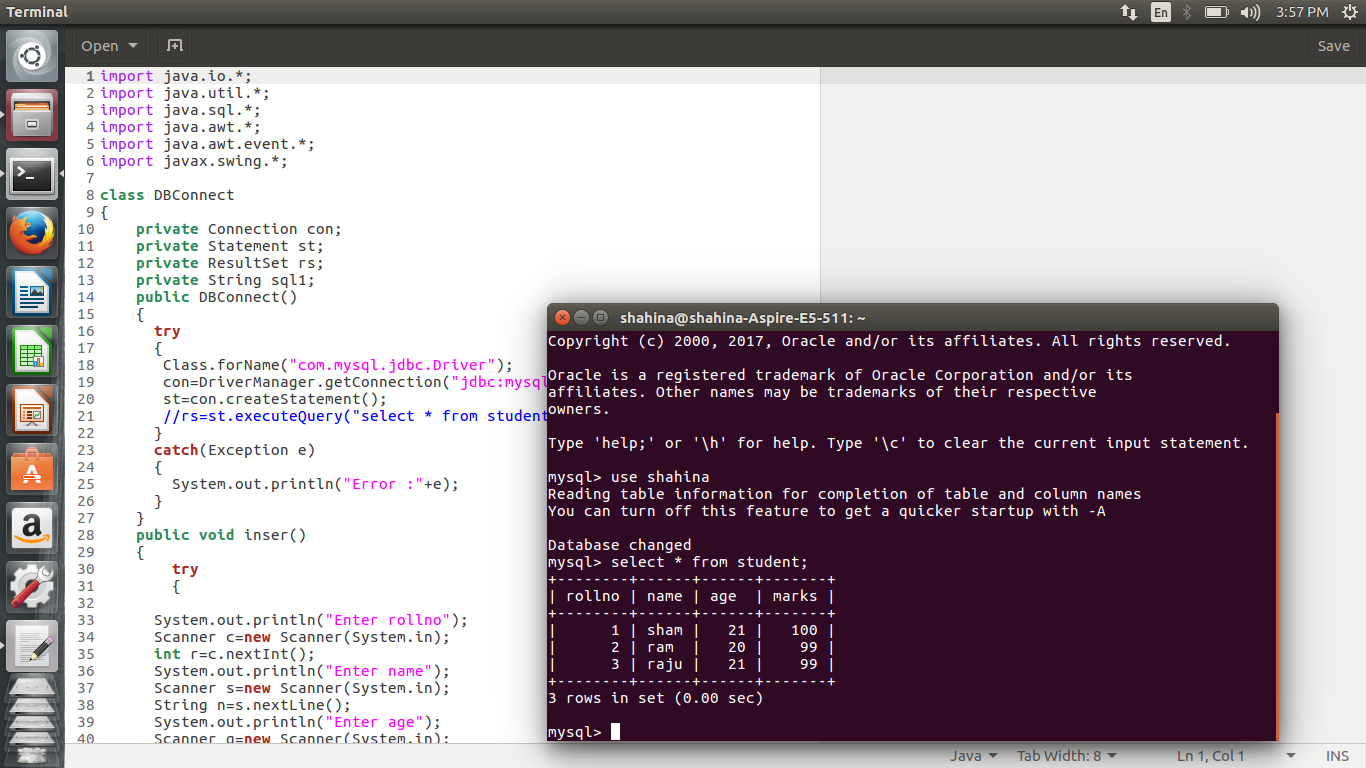 Terminal
En
3:57 PM
Open
Save
1 import java.io.*;
2 import java.util.*;
3 import java.sql.*;
4 import java.awt.*;
5 import java.awt.event.*;
6 import javax.swing.*;
7
8 class DBConnect
9 {
10 private Connection con;
11 private Statement st;
12 private ResultSet rs;
13 private String sql1;
14 public DBConnect()
15 {
16 try
17 {
18 Class.forName("com.mysql.jdbc.Driver");
19 con=DriverManager.getConnection("jdbc:mysql
20 st=con.createStatement();
21 //rs=st.executeQuery("select * from student
22 }
23 catch(Exception e)
24 {
25 System.out.println("Error :"+e);
26 }
27 }
28 public void inser()
29 {
30 try
31 {
32
33 System.out.println("Enter rollno");
34 Scanner c=new Scanner(System.in);
35 int r=c.nextInt();
36 System.out.println("Enter name");
37 Scanner s=new Scanner(System.in);
38 String n=s.nextLine();
39 System.out.println("Enter age");
40 Scanner g=new Scanner(System.in);
shahina@shahina-Aspire-E5-511: ~
Copyright (c) 2000, 2017, Oracle and/or its affiliates. All rights reserved.
Oracle is a registered trademark of Oracle Corporation and/or its
affiliates. Other names may be trademarks of their respective
owners.
Type 'help;' or '\h' for help. Type '\c' to clear the current input statement.
mysql> use shahina
Reading table information for completion of table and column names
You can turn off this feature to get a quicker startup with -A
Database changed
mysql> select * from student;
+--------+------+------+-------+
| rollno | name | age  | marks |
+--------+------+------+-------+
|      1 | sham |   21 |   100 |
|      2 | ram  |   20 |    99 |
|      3 | raju |   21 |    99 |
+--------+------+------+-------+
3 rows in set (0.00 sec)
mysql>
Java
Tab Width: 8
Ln 1, Col 1
INS